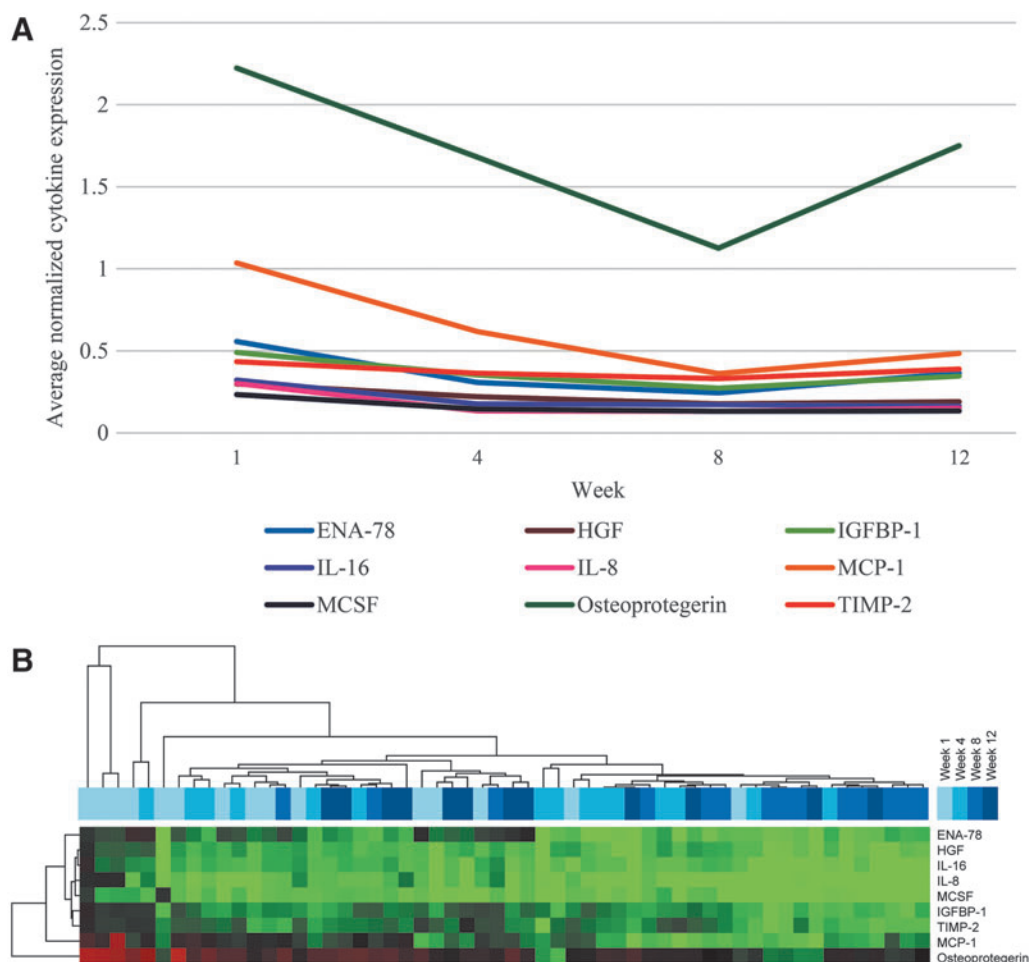 A
2.5
2
1.5
1
0.5
0
Average normalized cytokine expression
1 4 8 12
Week
ENA-78 HGF IGFBP-1
IL-16 IL-8 MCP-1
MCSF Osteoprotegerin TIMP-2
B
Week 1
Week 4
Week 8
Week 12
ENA-78
HGF
IL-16
IL-8
MCSF
IGFBP-1
TIMP-2
MCP-1
Osteoprotegerin